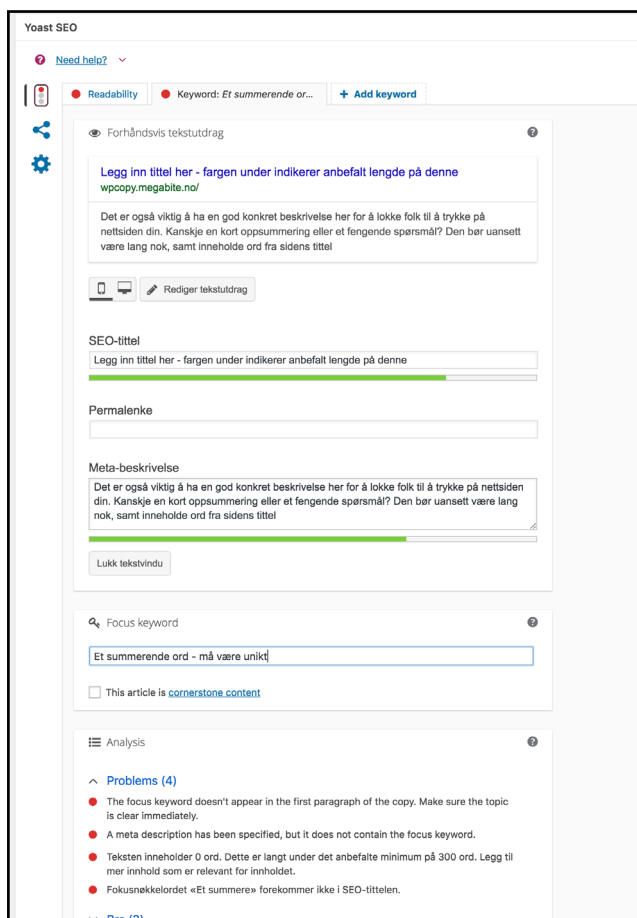 Yoast SEO
Need help?
Readability
Keyword: Et summerende or...
+ Add keyword
Forhåndsvis tekstutdrag
Legg inn tittel her - fargen under indikerer anbefalt lengde på denne
wpcopy.megabite.no/
Det er også viktig å ha en god konkret beskrivelse her for å lokke folk til å trykke på
nettsiden din. Kanskje en kort oppsummering eller et fengende spørsmål? Den bør uansett
være lang nok, samt inneholde ord fra sidens tittel
Rediger tekstutdrag
SEO-tittel
Legg inn tittel her - fargen under indikerer anbefalt lengde på denne
Permalenke
Meta-beskrivelse
Det er også viktig å ha en god konkret beskrivelse her for å lokke folk til å trykke på nettsiden
din. Kanskje en kort oppsummering eller et fengende spørsmål? Den bør uansett være lang
nok, samt inneholde ord fra sidens tittel
Lukk tekstvindu
Focus keyword
Et summerende ord - må være unikt
This article is cornerstone content
Analysis
Problems (4)
The focus keyword doesn't appear in the first paragraph of the copy. Make sure the topic
is clear immediately.
A meta description has been specified, but it does not contain the focus keyword.
Teksten inneholder 0 ord. Dette er langt under det anbefalte minimum på 300 ord. Legg til
mer innhold som er relevant for innholdet.
Fokusnøkkelordet «Et summere» forekommer ikke i SEO-tittelen.